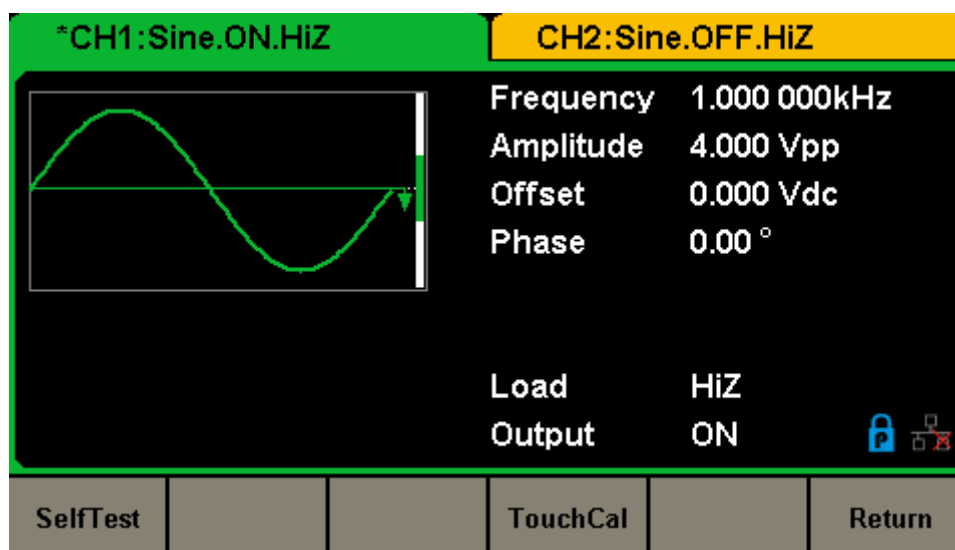 *CH1:Sine.ON.HiZ
CH2:Sine.OFF.HiZ
Frequency 1.000 000kHz
Amplitude 4.000 Vpp
Offset 0.000 Vdc
Phase 0.00 °
Load HiZ
Output ON
P
SelfTest
TouchCal
Return